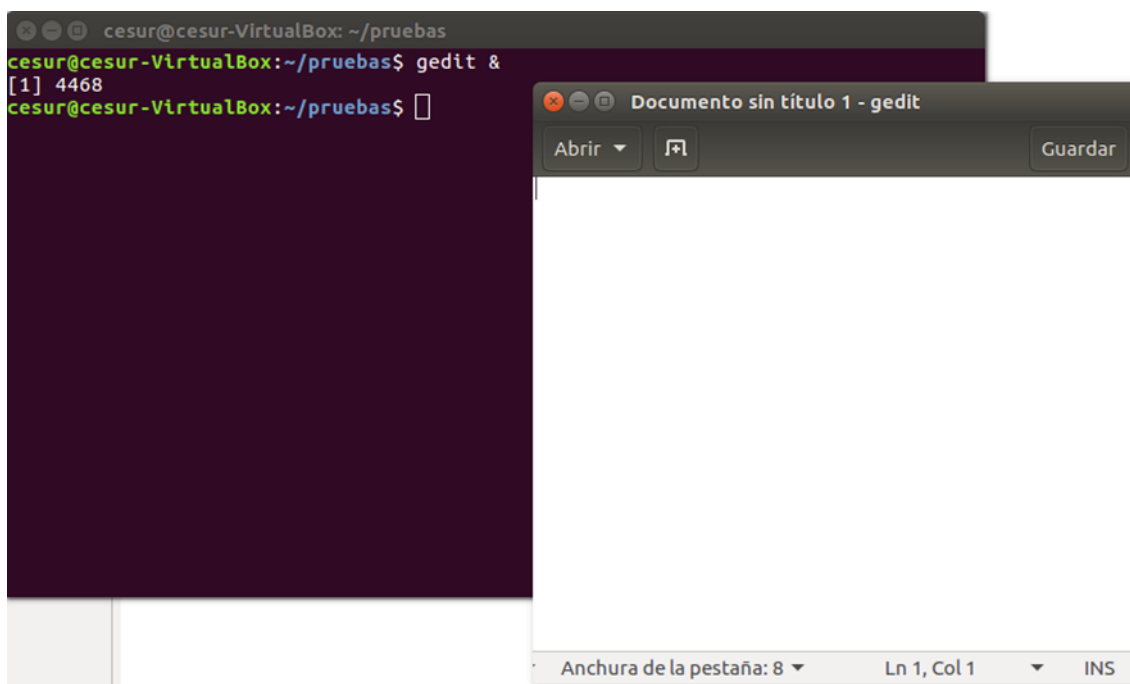 cesur@cesur-VirtualBox: ~/pruebas
cesur@cesur-VirtualBox:~/pruebas$ gedit &
[1] 4468
cesur@cesur-VirtualBox:~/pruebas$
Documento sin título 1 - gedit
Abrir
Guardar
Anchura de la pestaña: 8
Ln 1, Col 1
INS